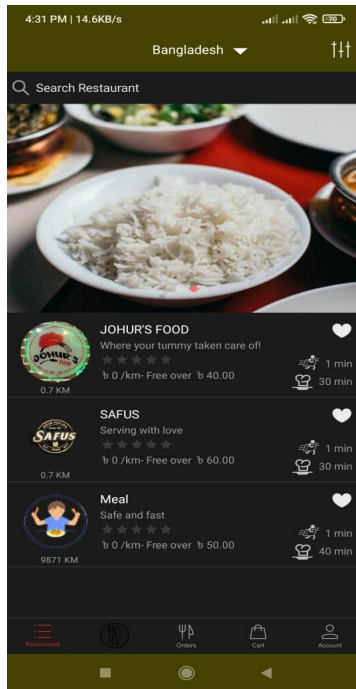 4:31 PM | 14.6KB/s
70
Bangladesh
Search Restaurant
JOHUR'S
JOHUR'S FOOD
Where your tummy taken care of!
৳ 0 /km- Free over ৳ 40.00
1 min
30 min
0.7 KM
SAFUS
SAFUS
Serving with love
৳ 0 /km- Free over ৳ 60.00
1 min
30 min
0.7 KM
Meal
Safe and fast
৳ 0 /km- Free over ৳ 50.00
1 min
40 min
9871 KM
Restaurants
Orders
Cart
Account